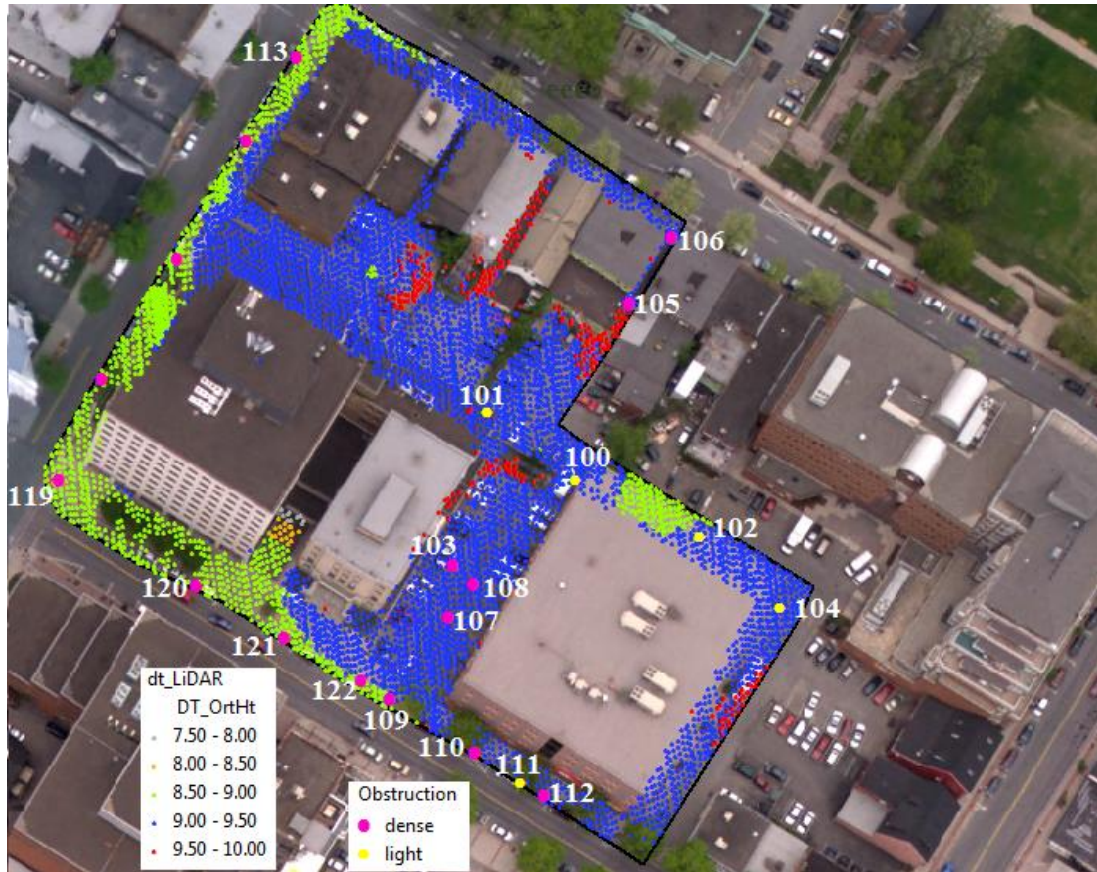 113
106
105
101
100
119
102
103
108
104
107
120
121
122
109
110
111
112
dt_LiDAR
DT_OrtHt
7.50 - 8.00
8.00 - 8.50
8.50 - 9.00
9.00 - 9.50
9.50 - 10.00
Obstruction
dense
light